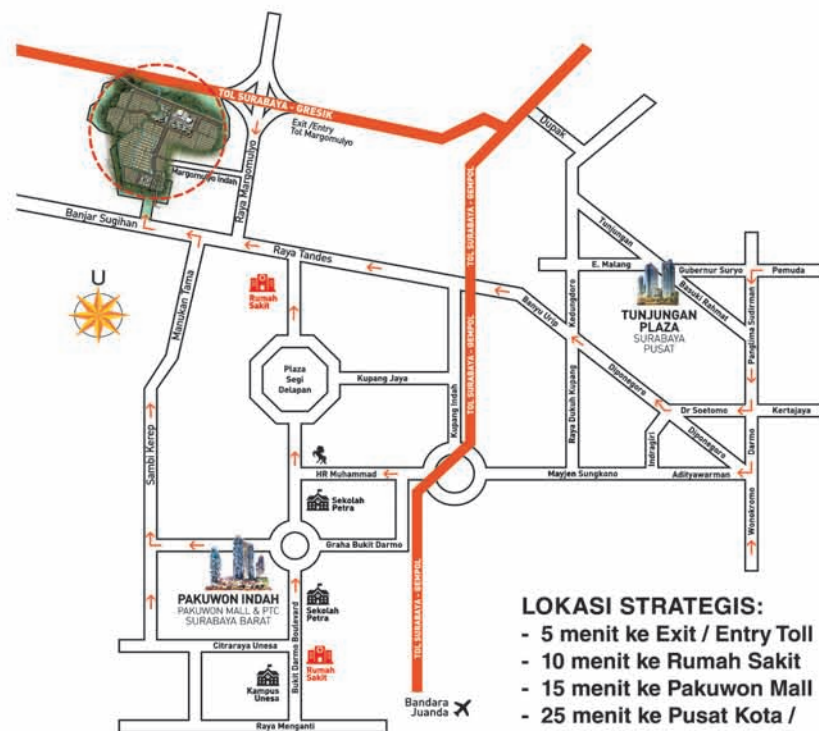 TOL SURABAYA - GRESIK
Exit /Entry
Tol Margomulyo
Margomulyo Indah
Raya Margomulyo
Banjar Sugihan
Raya Tandes
Manukan Tama
U
Rumah
Sakit
Plaza
Segi
Delapan
Kupang Jaya
Kupang Indah
Sambi Kerep
HR Muhammad
Sekolah
Petra
Graha Bukit Darmo
PAKUWON INDAH
PAKUWON MALL & PTC
SURABAYA BARAT
Sekolah
Petra
Bukit Darmo Boulevard
Citraraya Unesa
Rumah
Sakit
Kampus
Unesa
Raya Menganti
TOL SURABAYA - GEMPOL
TOL SURABAYA - GEMPOL
TOL SURABAYA - GEMPOL
TOL SURABAYA - GEMPOL
Bandara
Juanda
Dupak
Tunjungan
E. Malang
Gubernur Suryo
Pemuda
Basuki Rahmat
TUNJUNGAN
PLAZA
SURABAYA
PUSAT
Kedungdoro
Banyu Urip
Panglima Sudirman
Diponegoro
Dr Soetomo
Kertajaya
Raya Dukuh Kupang
Indragiri
Diponegoro
Darmo
Mayjen Sungkono
Adityawarman
Wonokromo
LOKASI STRATEGIS:
- 5 menit ke Exit / Entry Toll
- 10 menit ke Rumah Sakit
- 15 menit ke Pakuwon Mall
- 25 menit ke Pusat Kota /